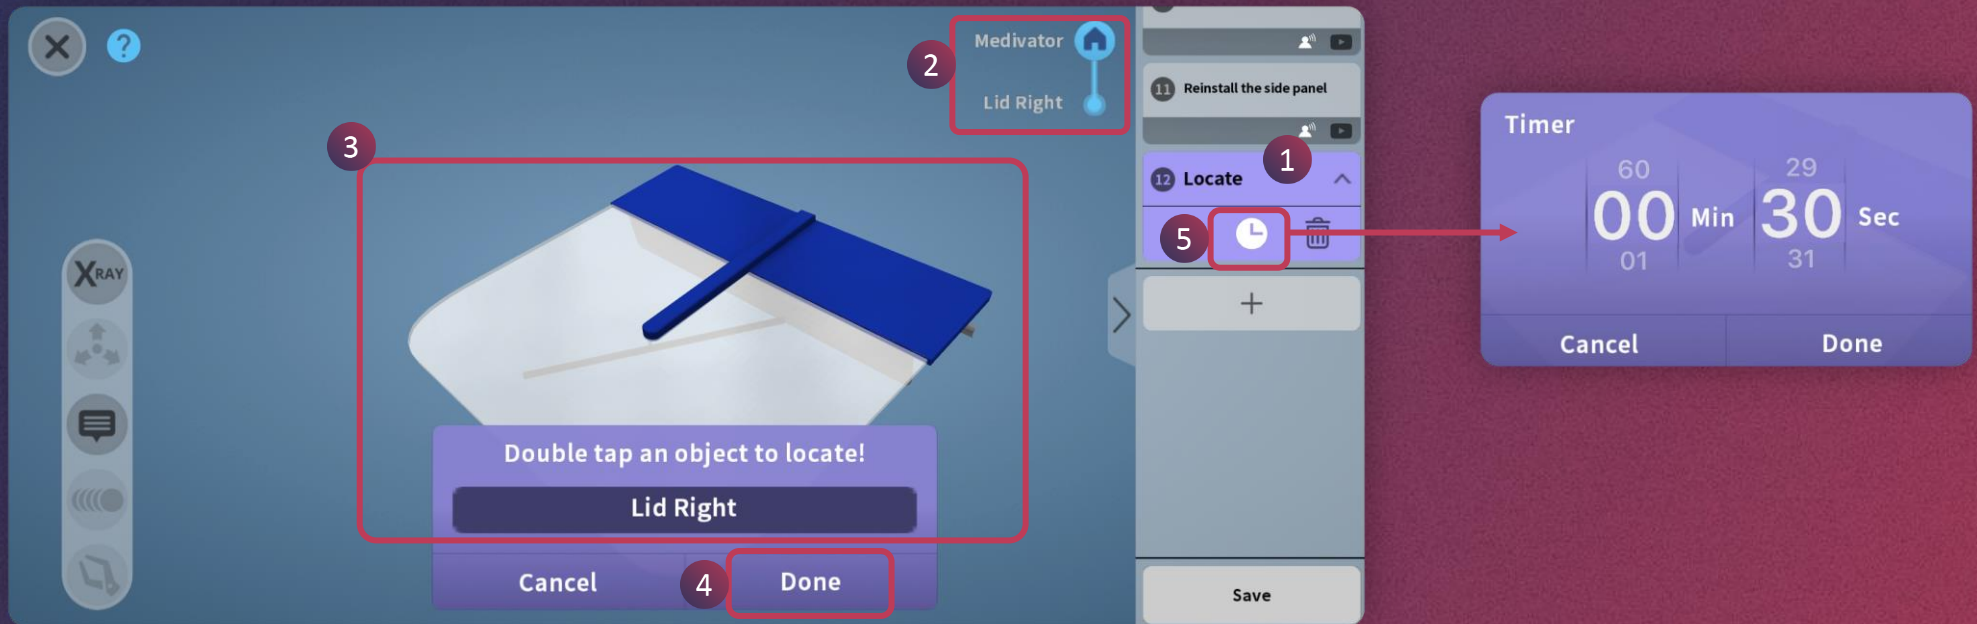 ?
2
Medivator
Lid Right
3
XRAY
Double tap an object to locate!
Lid Right
Cancel
4
Done
11
Reinstall the side panel
1
12
Locate
5
+
Save
Timer
60
29
00
Min
30
Sec
01
31
Cancel
Done